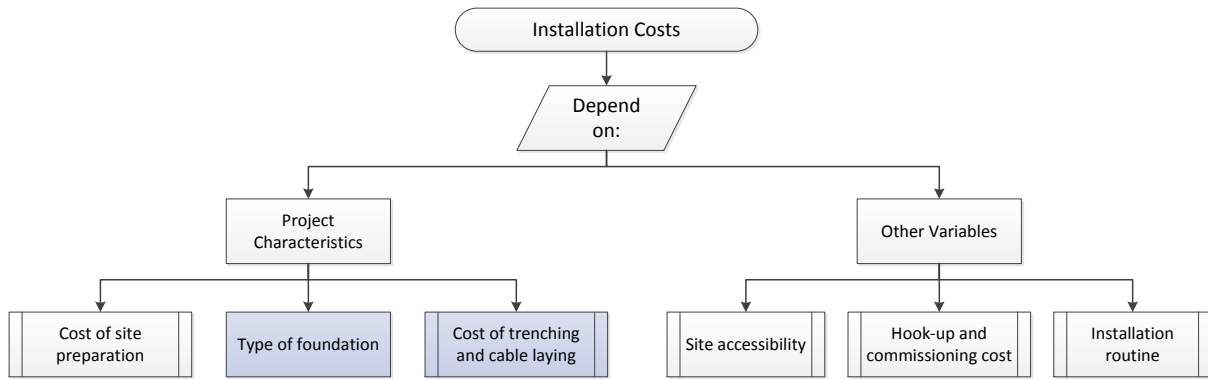 Installation Costs
Depend
on:
Project
Characteristics
Other Variables
Cost of site
preparation
Type of foundation
Cost of trenching
and cable laying
Site accessibility
Hook-up and
commissioning cost
Installation
routine